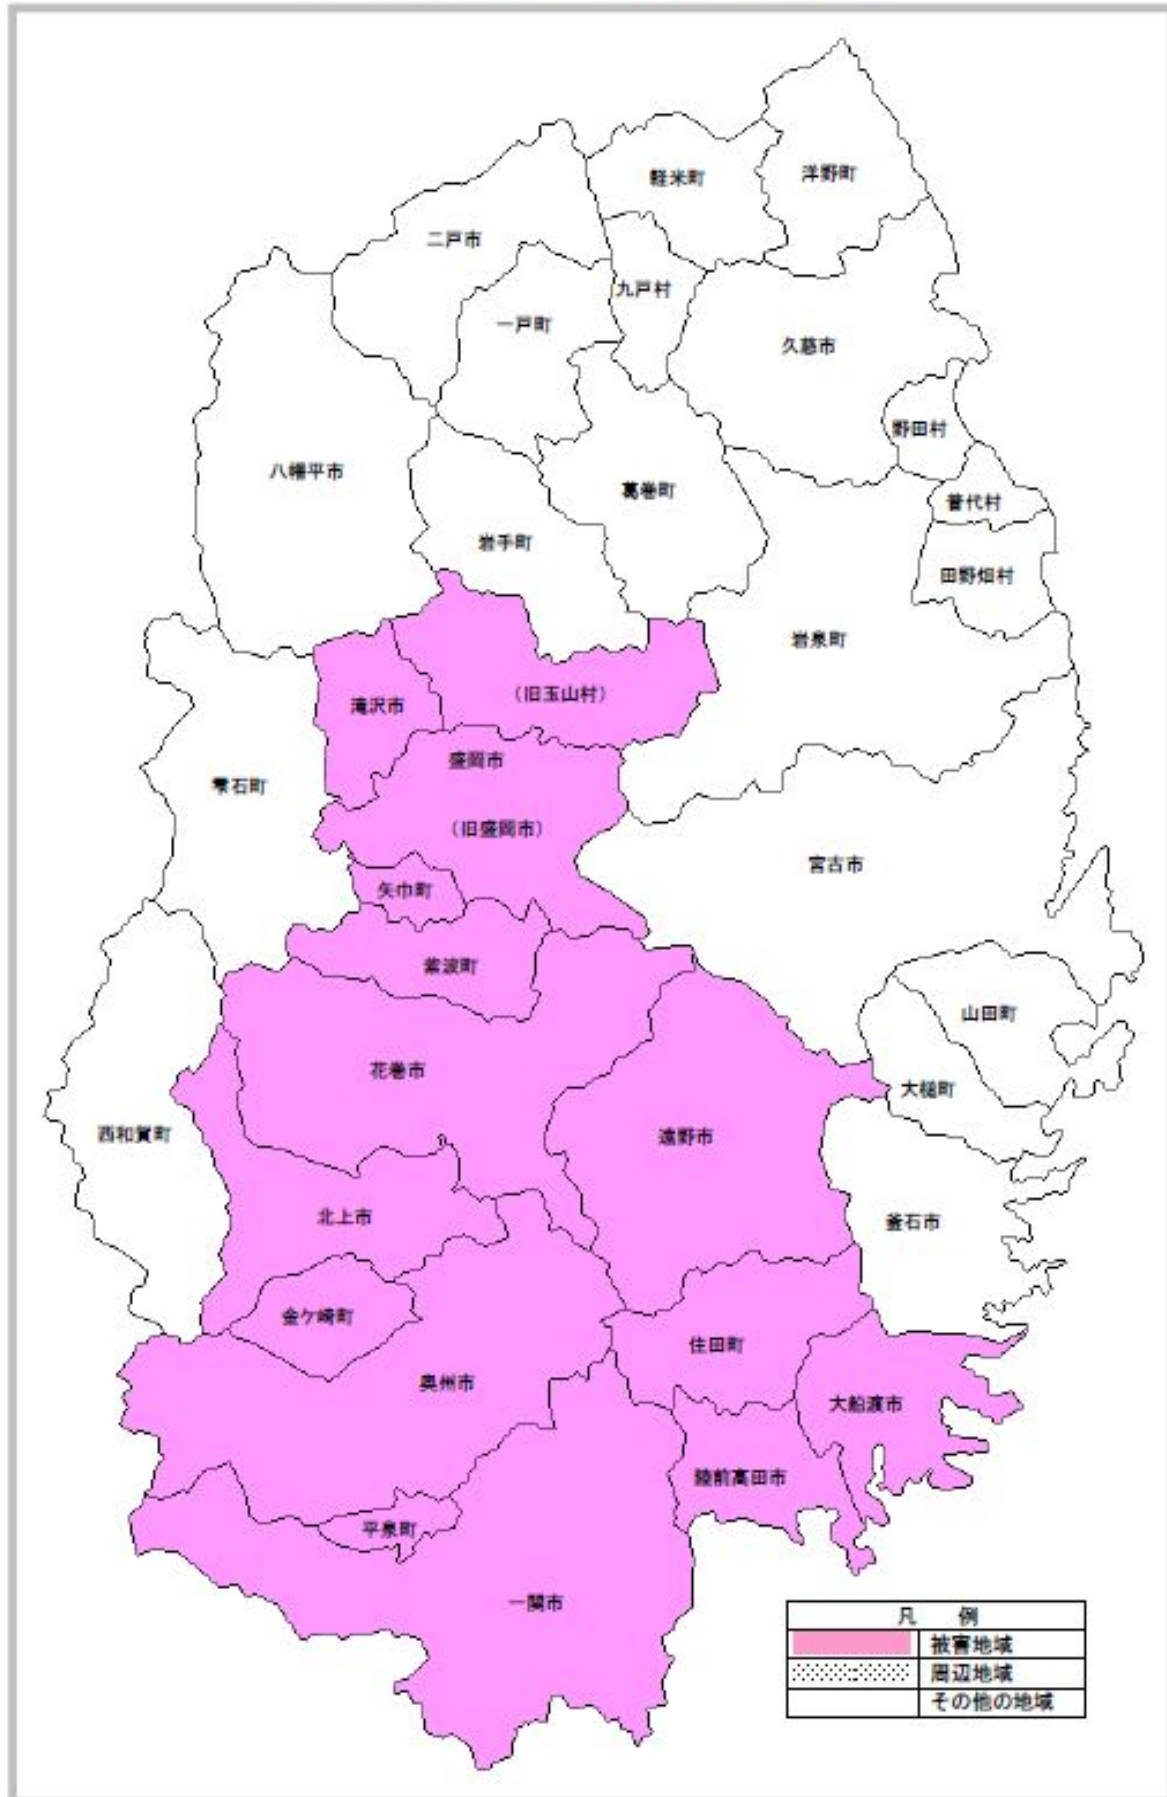 軽米町
洋野町
二戸市
九戸村
一戸町
久慈市
野田村
八幡平市
葛巻町
普代村
岩手町
田野畑村
岩泉町
(旧玉山村)
滝沢市
盛岡市
雫石町
(旧盛岡市)
宮古市
矢巾町
紫波町
山田町
花巻市
大槌町
西和賀町
遠野市
北上市
釜石市
金ケ崎町
住田町
奥州市
大船渡市
陸前高田市
平泉町
一関市
凡 例
被害地域
周辺地域
その他の地域